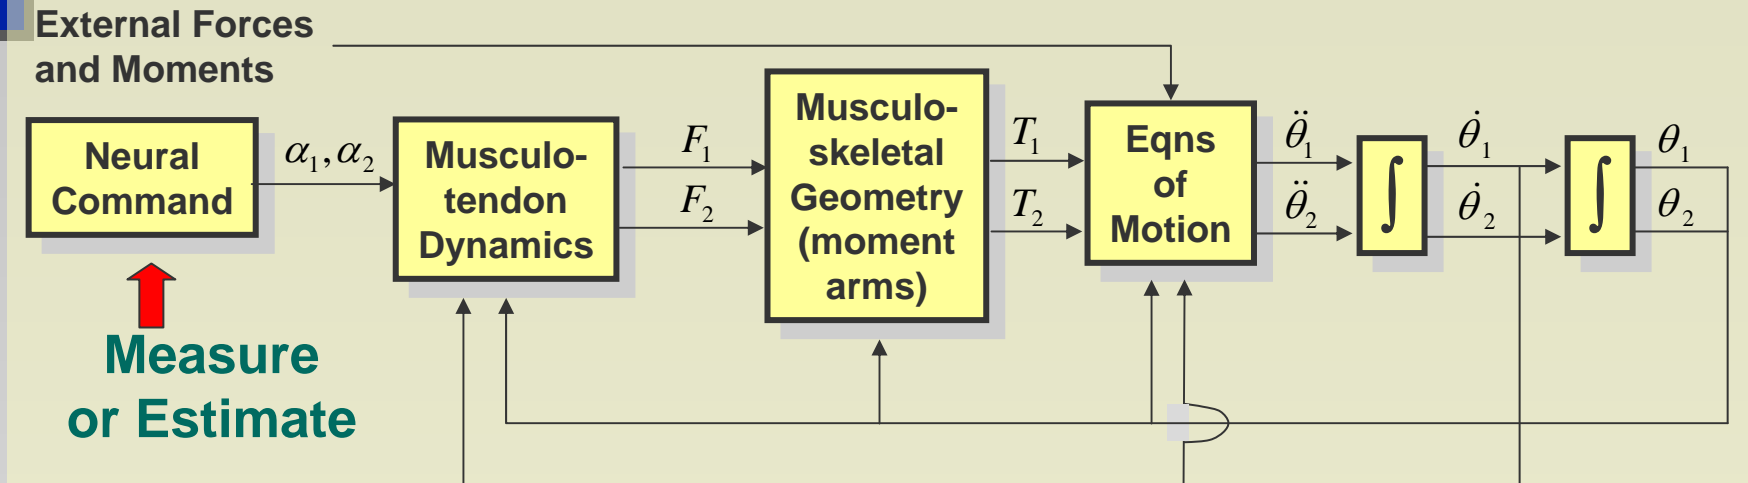 External Forces
and Moments
Neural
Command
α₁,α₂
Musculo-
tendon
Dynamics
F₁
F₂
Musculo-
skeletal
Geometry
(moment
arms)
T₁
T₂
Eqns
of
Motion
θ̈₁
θ̈₂
∫
θ̇₁
θ̇₂
∫
θ₁
θ₂
Measure
or Estimate